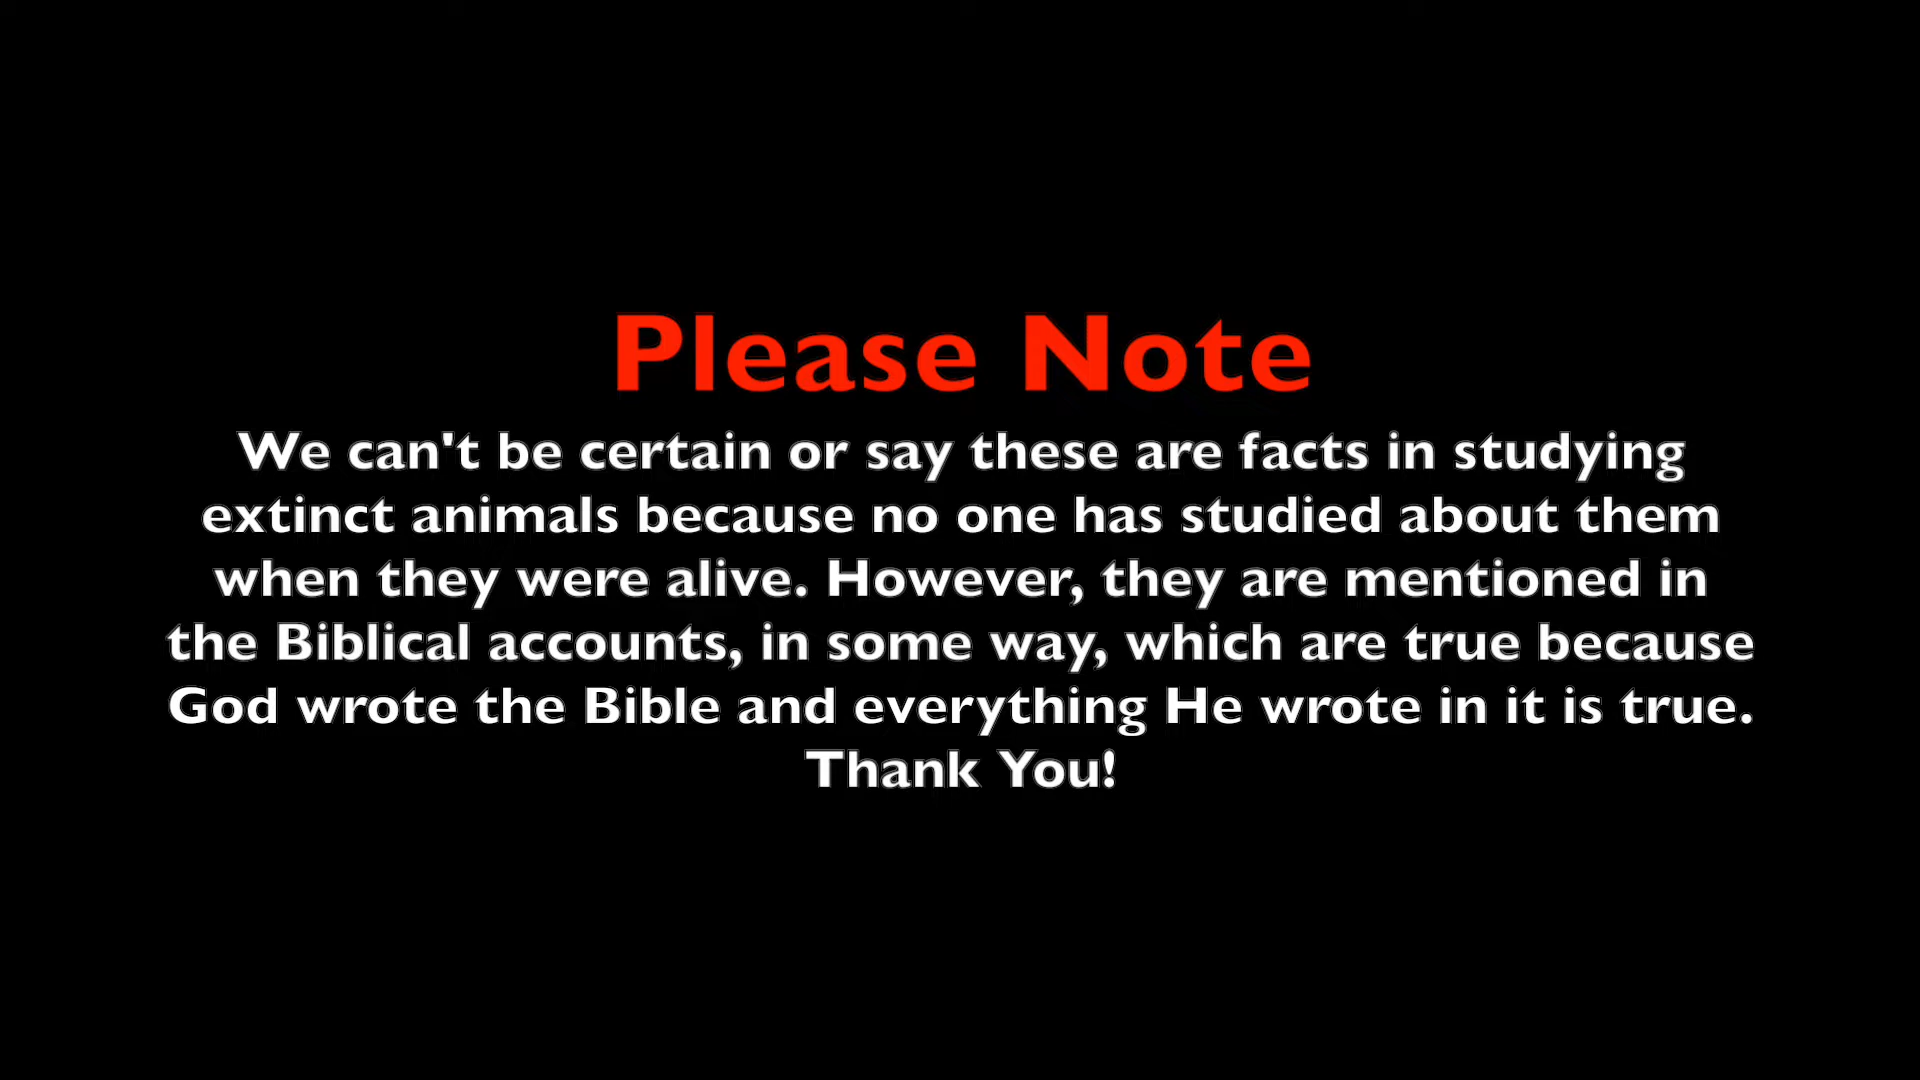 Please Note
We can't be certain or say these are facts in studying
extinct animals because no one has studied about them
when they were alive. However, they are mentioned in
the Biblical accounts, in some way, which are true because
God wrote the Bible and everything He wrote in it is true.
Thank You!